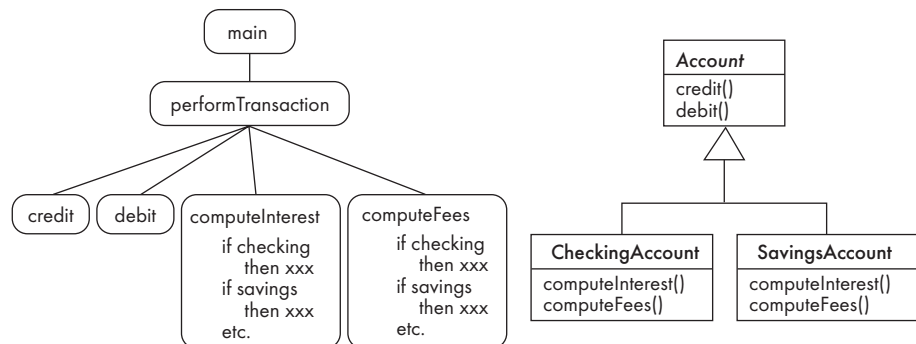 main
performTransaction
credit
debit
computeInterest
if checking
then xxx
if savings
then xxx
etc.
computeFees
if checking
then xxx
if savings
then xxx
etc.
Account
credit()
debit()
CheckingAccount
computeInterest()
computeFees()
SavingsAccount
computeInterest()
computeFees()